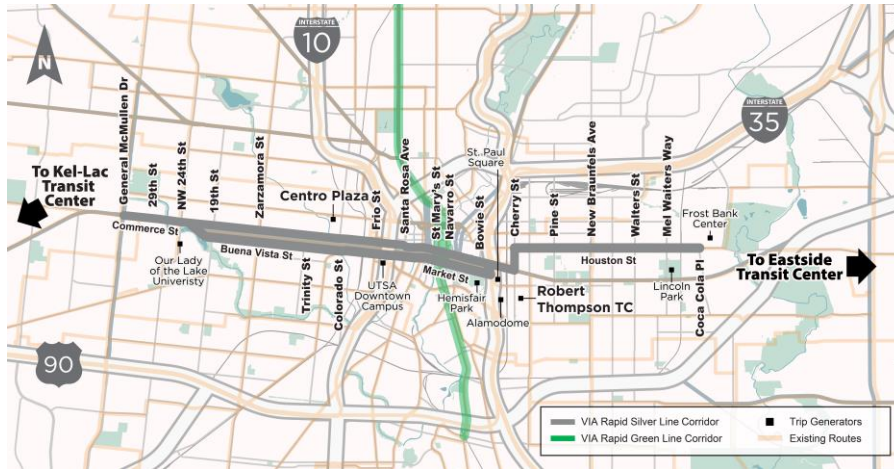 INTERSTATE
10
N
INTERSTATE
35
General McMullen Dr
29th St
NW 24th St
19th St
Zarzamora St
Centro Plaza
Frio St
Santa Rosa Ave
St Mary's St
Navarro St
St. Paul
Square
Bowie St
Cherry St
Pine St
New Braunfels Ave
Walters St
Mel Waiters Way
Frost Bank
Center
To Kel-Lac
Transit
Center
Commerce St
Buena Vista St
Our Lady
of the Lake
Univeristy
Trinity St
Colorado St
UTSA
Downtown
Campus
Market St
Hemisfair
Park
Alamodome
Robert
Thompson TC
Houston St
Lincoln
Park
Coca Cola Pl
To Eastside
Transit Center
90
VIA Rapid Silver Line Corridor
VIA Rapid Green Line Corridor
Trip Generators
Existing Routes